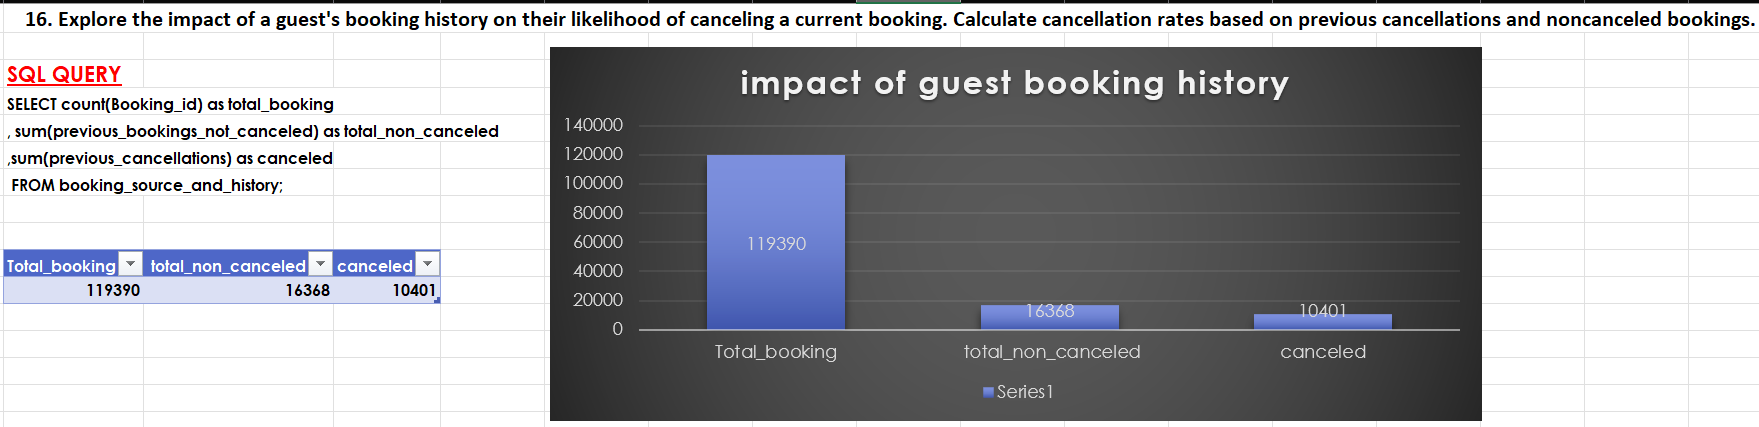 16. Explore the impact of a guest's booking history on their likelihood of canceling a current booking. Calculate cancellation rates based on previous cancellations and noncanceled bookings.
SQL QUERY
SELECT count(Booking_id) as total_booking
, sum(previous_bookings_not_canceled) as total_non_canceled
,sum(previous_cancellations) as canceled
FROM booking_source_and_history;
Total_booking total_non_canceled canceled
119390 16368 10401
impact of guest booking history
140000
120000
100000
80000
60000
40000
20000
0
119390
16368
10401
Total_booking total_non_canceled canceled
Series1